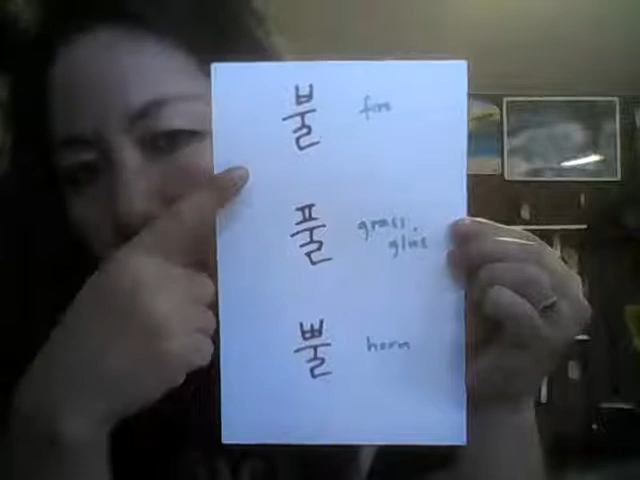 불 fire
풀 grass,
glue
뿔 horn